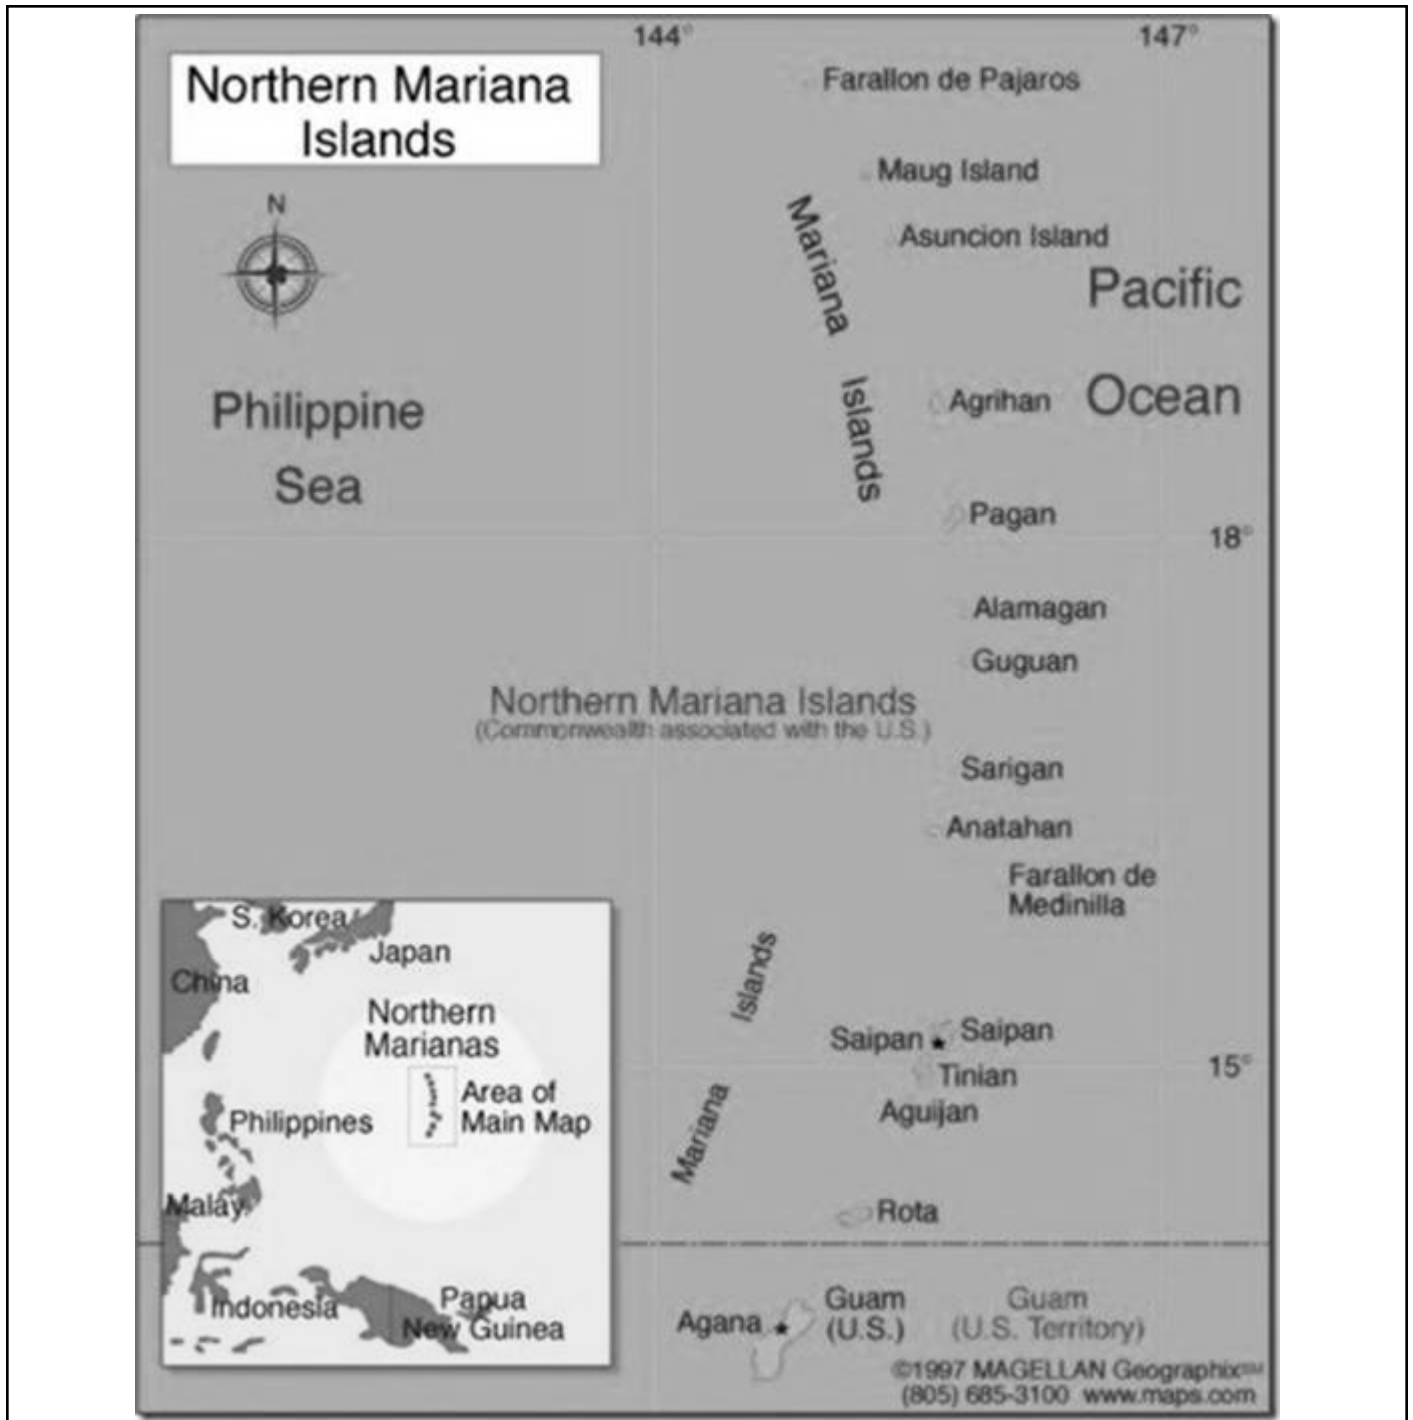 144°
147°
Northern Mariana
Islands
Farallon de Pajaros
Maug Island
N
Mariana
Islands
Asuncion Island
Pacific
Ocean
Philippine
Sea
Agrihan
Pagan
18°
Alamagan
Guguan
Northern Mariana Islands
(Commonwealth associated with the U.S.)
Sarigan
Anatahan
Farallon de
Medinilla
Mariana
Islands
Saipan
Saipan
15°
Tinian
Aguijan
Rota
S. Korea
Japan
China
Northern
Marianas
Area of
Main Map
Philippines
Malay
Indonesia
Papua
New Guinea
Agana
Guam
(U.S.)
Guam
(U.S. Territory)
©1997 MAGELLAN Geographix℠
(805) 685-3100 www.maps.com